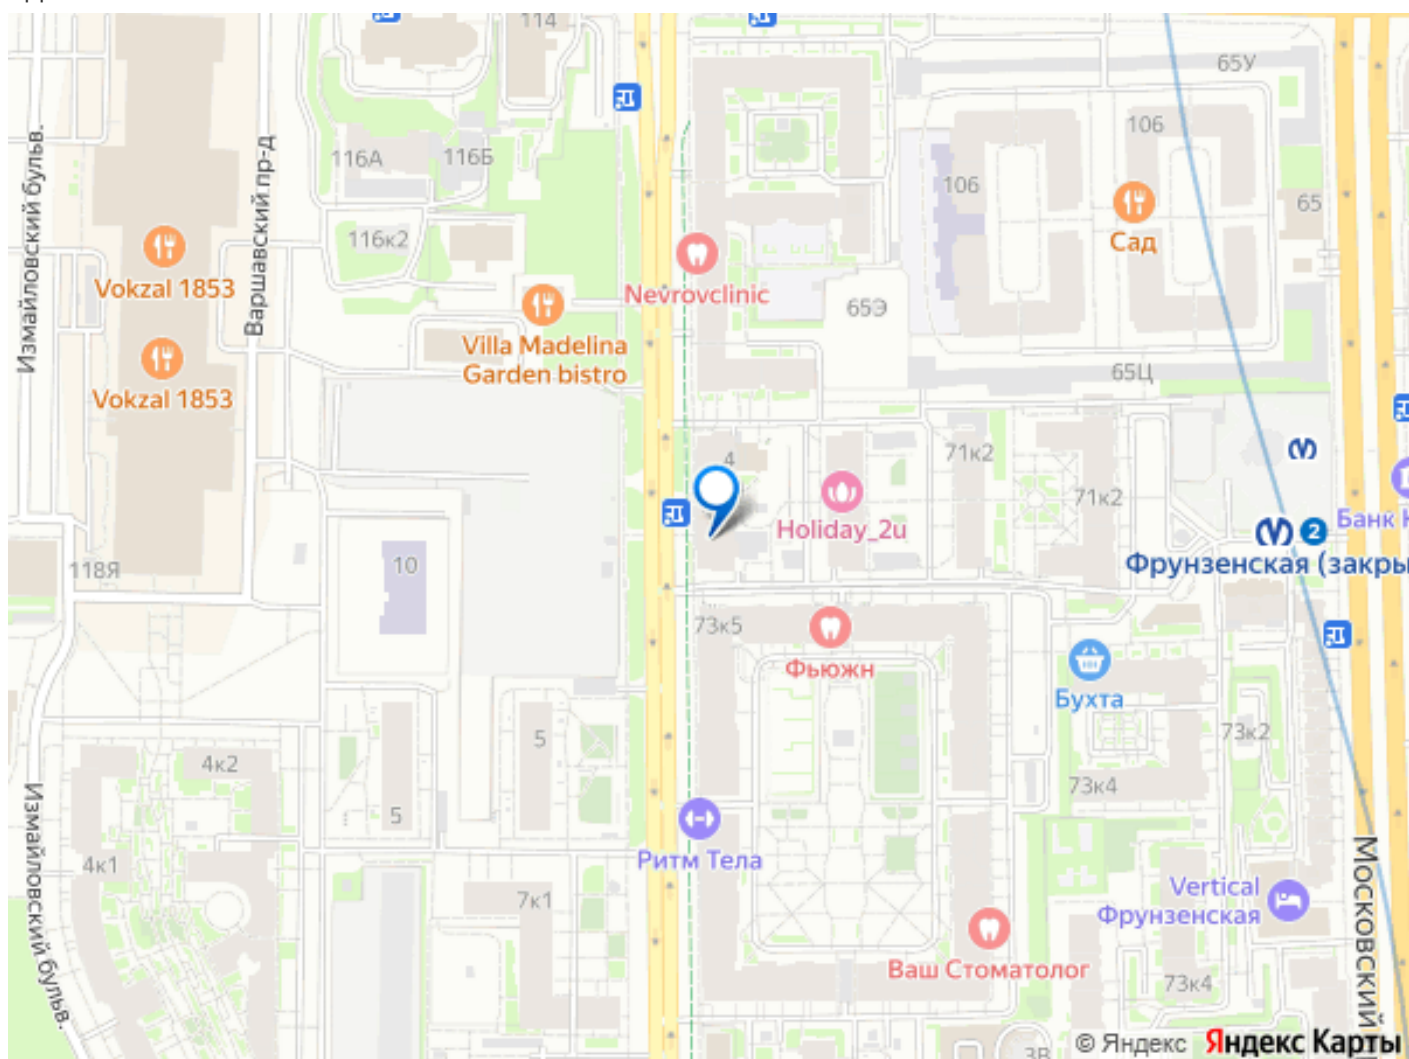 114
65У
106
116А
116Б
106
65
Измайловский бульв.
Варшавский пр-д
116к2
Сад
Vokzal 1853
Nevrovclinic
65Э
Villa Madelina
Garden bistro
65Ц
Vokzal 1853
4
71к2
71к2
Holiday_2u
Банк
2
Фрунзенская (закры
118Я
10
73к5
Фьюжн
Бухта
5
73к2
4к2
73к4
5
Измайловский бульв.
4к1
Ритм Тела
Московский
7к1
Vertical
Фрунзенская
Ваш Стоматолог
73к4
3В
© Яндекс Яндекс Карты